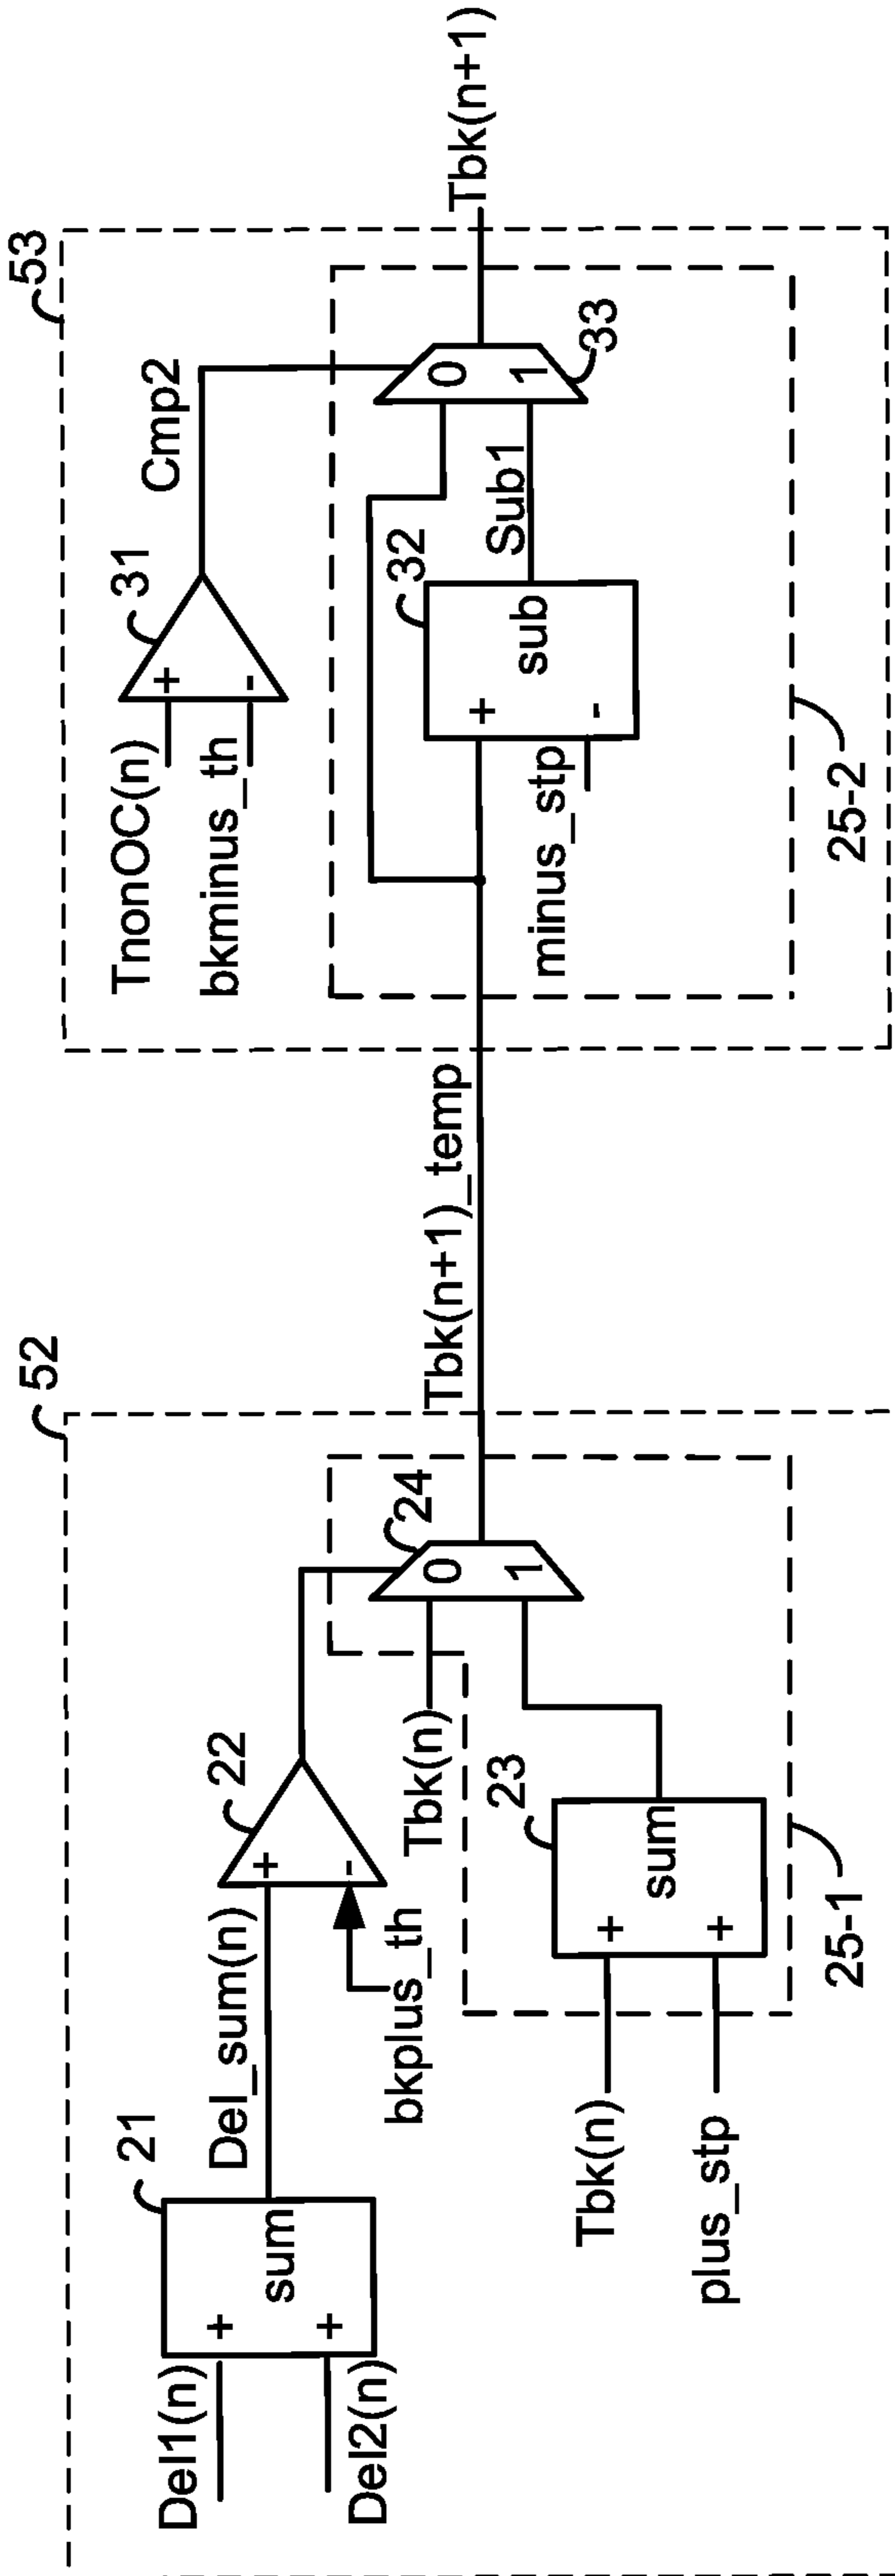 52
21
Del1(n)
+
sum
Del2(n)
+
Del_sum(n)
22
+
-
bkplus_th
Tbk(n)
24
0
1
23
Tbk(n)
+
sum
plus_stp
+
25-1
Tbk(n+1)_temp
53
TnonOC(n)
31
+
bkminus_th
-
Cmp2
32
+
sub
minus_stp
-
Sub1
0
1
33
25-2
Tbk(n+1)